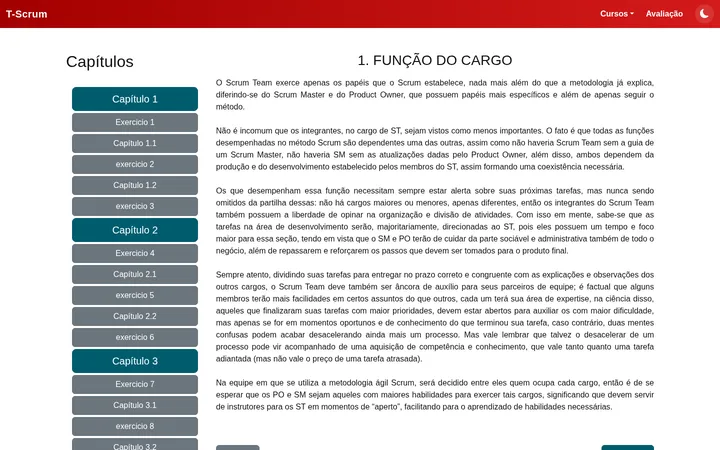 T-Scrum
Cursos
Avaliação
Capítulos
Capítulo 1
Exercicio 1
Capítulo 1.1
exercicio 2
Capítulo 1.2
exercicio 3
Capítulo 2
Exercicio 4
Capítulo 2.1
exercicio 5
Capítulo 2.2
exercicio 6
Capítulo 3
Exercicio 7
Capítulo 3.1
exercicio 8
Capítulo 3.2
1. FUNÇÃO DO CARGO
O Scrum Team exerce apenas os papéis que o Scrum estabelece, nada mais além do que a metodologia já explica,
diferindo-se do Scrum Master e do Product Owner, que possuem papéis mais específicos e além de apenas seguir o
método.
Não é incomum que os integrantes, no cargo de ST, sejam vistos como menos importantes. O fato é que todas as funções
desempenhadas no método Scrum são dependentes uma das outras, assim como não haveria Scrum Team sem a guia de
um Scrum Master, não haveria SM sem as atualizações dadas pelo Product Owner, além disso, ambos dependem da
produção e do desenvolvimento estabelecido pelos membros do ST, assim formando uma coexistência necessária.
Os que desempenham essa função necessitam sempre estar alerta sobre suas próximas tarefas, mas nunca sendo
omitidos da partilha dessas: não há cargos maiores ou menores, apenas diferentes, então os integrantes do Scrum Team
também possuem a liberdade de opinar na organização e divisão de atividades. Com isso em mente, sabe-se que as
tarefas na área de desenvolvimento serão, majoritariamente, direcionadas ao ST, pois eles possuem um tempo e foco
maior para essa seção, tendo em vista que o SM e PO terão de cuidar da parte sociável e administrativa também de todo o
negócio, além de repassarem e reforçarem os passos que devem ser tomados para o produto final.
Sempre atento, dividindo suas tarefas para entregar no prazo correto e congruente com as explicações e observações dos
outros cargos, o Scrum Team deve também ser âncora de auxílio para seus parceiros de equipe; é factual que alguns
membros terão mais facilidades em certos assuntos do que outros, cada um terá sua área de expertise, na ciência disso,
aqueles que finalizaram suas tarefas com maior prioridades, devem estar abertos para auxiliar os com maior dificuldade,
mas apenas se for em momentos oportunos e de conhecimento do que terminou sua tarefa, caso contrário, duas mentes
confusas podem acabar desacelerando ainda mais um processo. Mas vale lembrar que talvez o desacelerar de um
processo pode vir acompanhado de uma aquisição de competência e conhecimento, que vale tanto quanto uma tarefa
adiantada (mas não vale o preço de uma tarefa atrasada).
Na equipe em que se utiliza a metodologia ágil Scrum, será decidido entre eles quem ocupa cada cargo, então é de se
esperar que os PO e SM sejam aqueles com maiores habilidades para exercer tais cargos, significando que devem servir
de instrutores para os ST em momentos de “aperto”, facilitando para o aprendizado de habilidades necessárias.